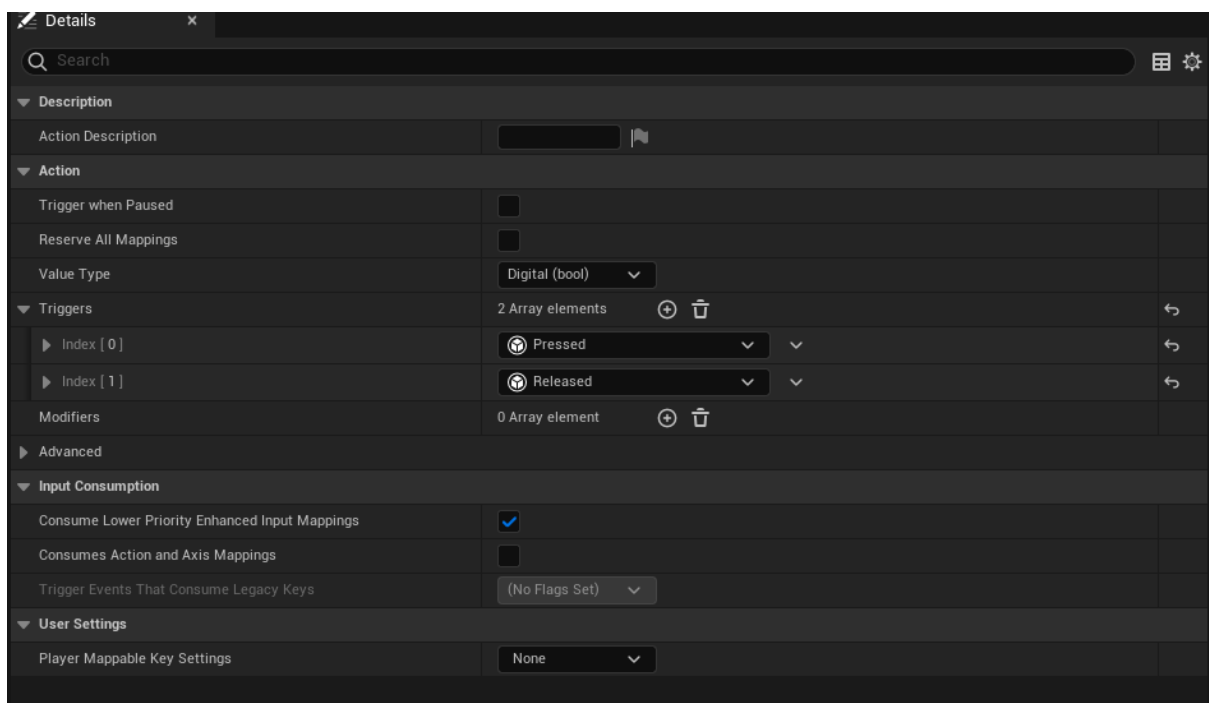 Details
Search
Description
Action Description
Action
Trigger when Paused
Reserve All Mappings
Value Type Digital (bool)
Triggers 2 Array elements
Index [ 0 ] Pressed
Index [ 1 ] Released
Modifiers 0 Array element
Advanced
Input Consumption
Consume Lower Priority Enhanced Input Mappings
Consumes Action and Axis Mappings
Trigger Events That Consume Legacy Keys (No Flags Set)
User Settings
Player Mappable Key Settings None